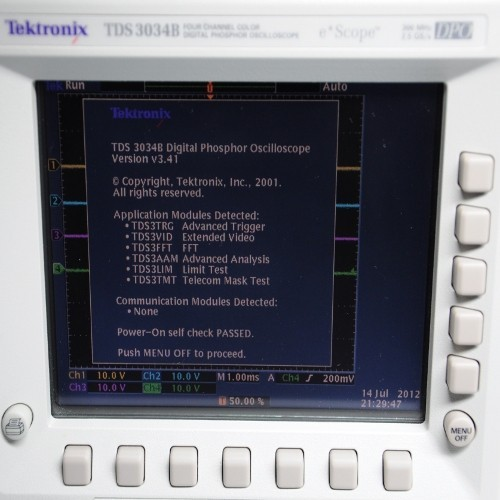 Tektronix TDS 3034B FOUR CHANNEL COLOR DIGITAL PHOSPHOR OSCILLOSCOPE e*Scope 300 MHz DPO
Tek Run Auto
Tektronix
TDS 3034B Digital Phosphor Oscilloscope
Version v3.41
© Copyright, Tektronix, Inc., 2001.
All rights reserved.
Application Modules Detected:
• TDS3TRG Advanced Trigger
• TDS3VID Extended Video
• TDS3FFT FFT
• TDS3AAM Advanced Analysis
• TDS3LIM Limit Test
• TDS3TMT Telecom Mask Test
Communication Modules Detected:
• None
Power-On self check PASSED.
Push MENU OFF to proceed.
1
2
3
4
Ch1 10.0 V Ch2 10.0 V M 1.00ms A Ch4 200mV
Ch3 10.0 V Ch4 10.0 V
T 50.00 %
14 Jul 2012
21:29:47
MENU
OFF